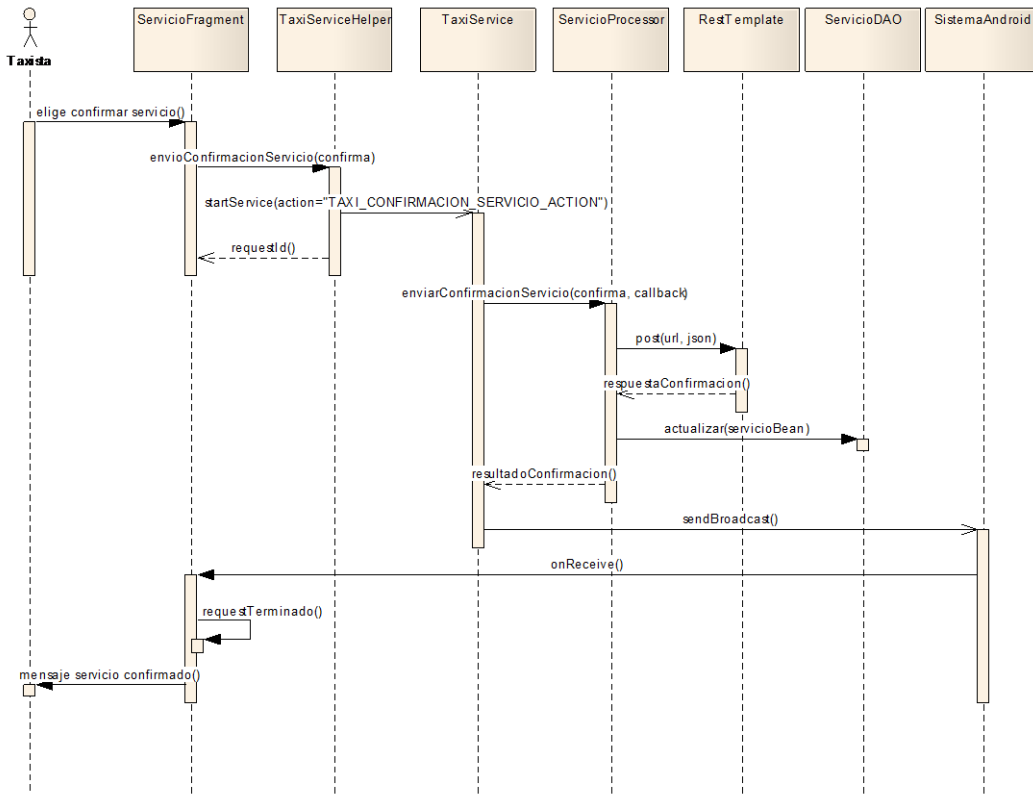 ServicioFragment
TaxiServiceHelper
TaxiService
ServicioProcessor
RestTemplate
ServicioDAO
SistemaAndroid
Taxista
elige confirmar servicio()
envioConfirmacionServicio(confirma)
startService(action="TAXI_CONFIRMACION_SERVICIO_ACTION")
requestId()
enviarConfirmacionServicio(confirma, callback)
post(url, json)
respuestaConfirmacion()
actualizar(servicioBean)
resultadoConfirmacion()
sendBroadcast()
onReceive()
requestTerminado()
mensaje servicio confirmado()